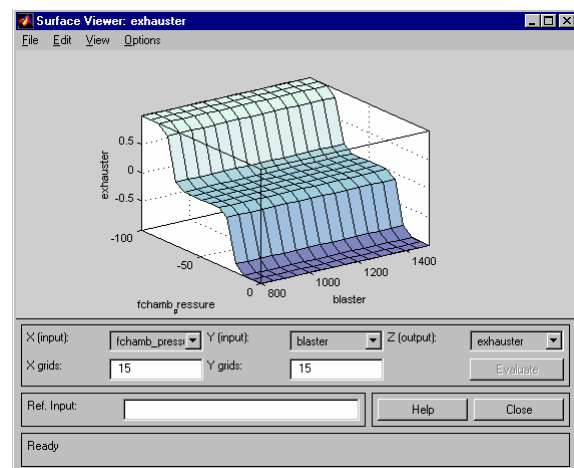 Surface Viewer: exhauster
File Edit View Options
0.5
0
-0.5
exhauster
-100
-50
0
800
1000
1200
1400
fchamb_pressure
blaster
X (input): fchamb_press Y (input): blaster Z (output): exhauster
X grids: 15 Y grids: 15 Evaluate
Ref. Input: Help Close
Ready